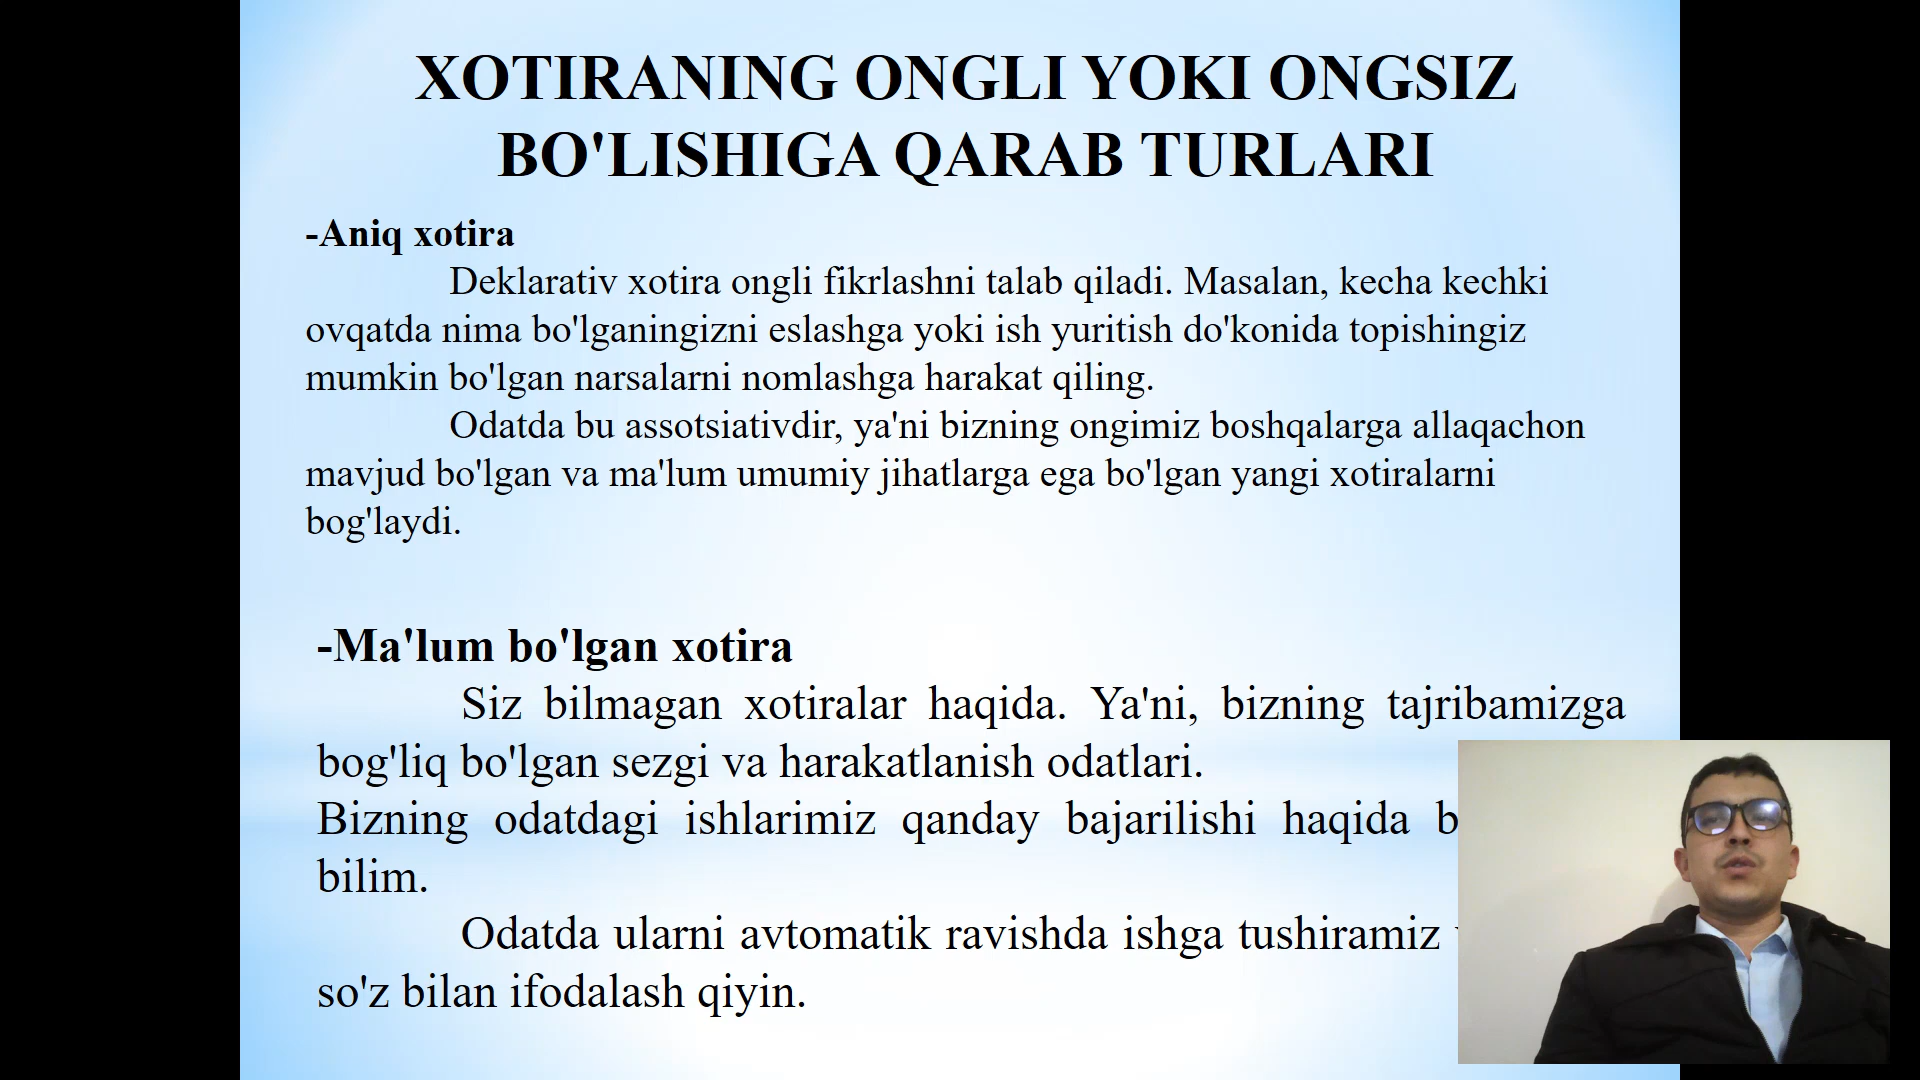 XOTIRANING ONGLI YOKI ONGSIZ
BO'LISHIGA QARAB TURLARI
-Aniq xotira
Deklarativ xotira ongli fikrlashni talab qiladi. Masalan, kecha kechki
ovqatda nima bo'lganingizni eslashga yoki ish yuritish do'konida topishingiz
mumkin bo'lgan narsalarni nomlashga harakat qiling.
Odatda bu assotsiativdir, ya'ni bizning ongimiz boshqalarga allaqachon
mavjud bo'lgan va ma'lum umumiy jihatlarga ega bo'lgan yangi xotiralarni
bog'laydi.
-Ma'lum bo'lgan xotira
Siz bilmagan xotiralar haqida. Ya'ni, bizning tajribamizga
bog'liq bo'lgan sezgi va harakatlanish odatlari.
Bizning odatdagi ishlarimiz qanday bajarilishi haqida
bilim.
Odatda ularni avtomatik ravishda ishga tushiramiz
so'z bilan ifodalash qiyin.